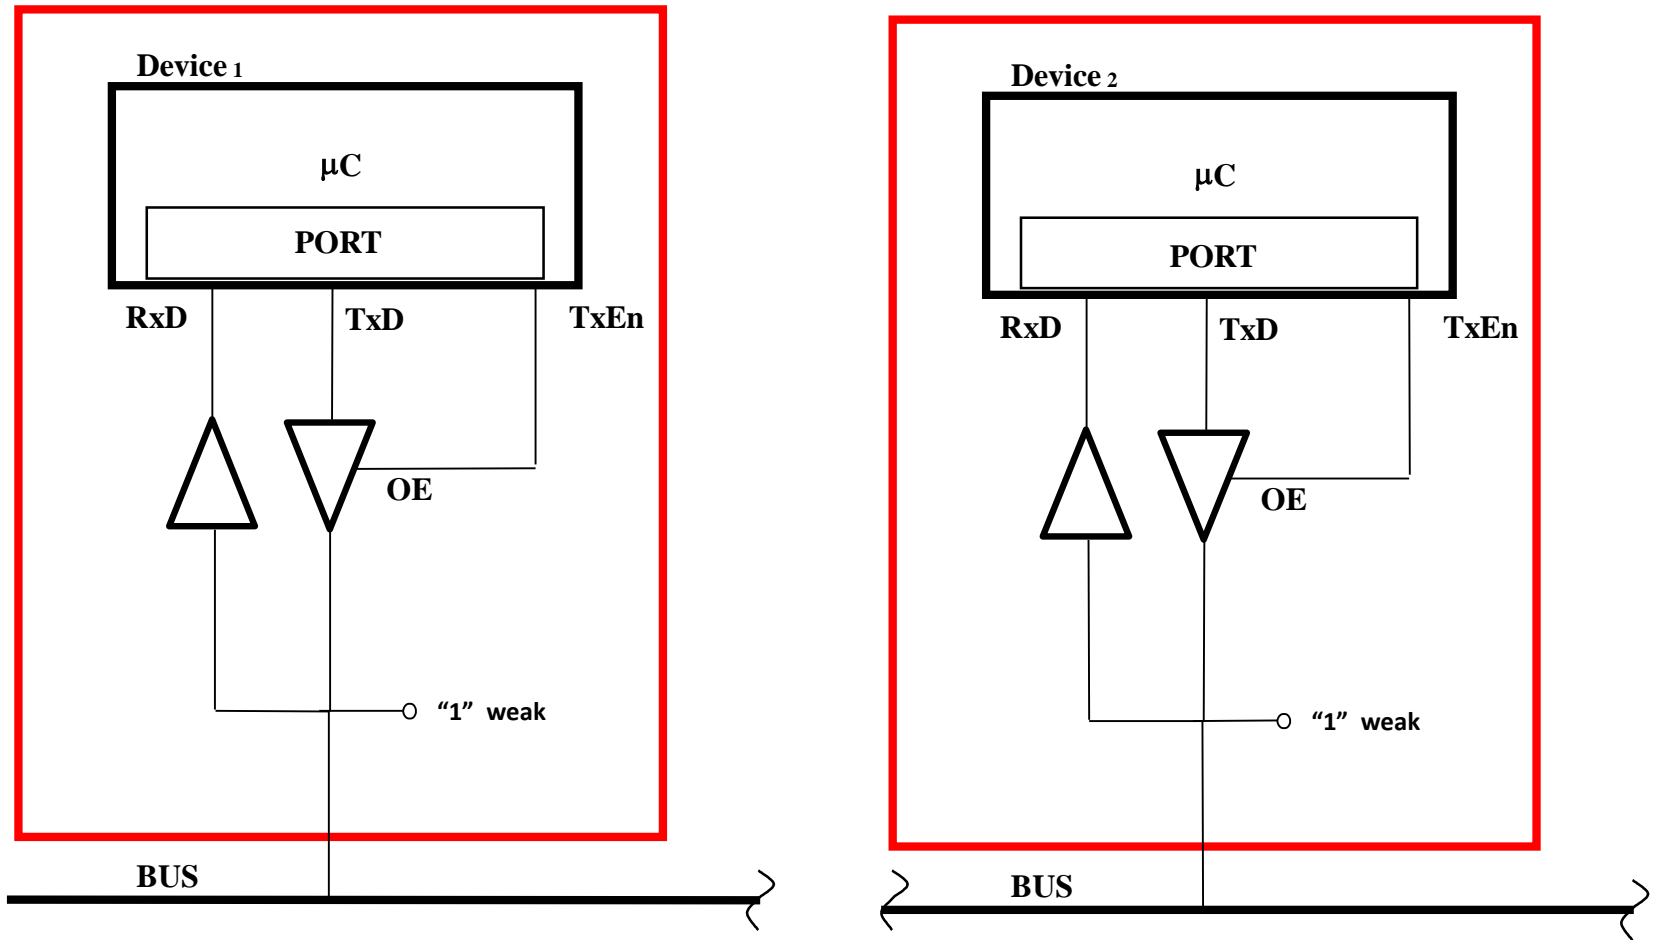 Device 1
μC
PORT
RxD
TxD
TxEn
OE
“1” weak
BUS
Device 2
μC
PORT
RxD
TxD
TxEn
OE
“1” weak
BUS